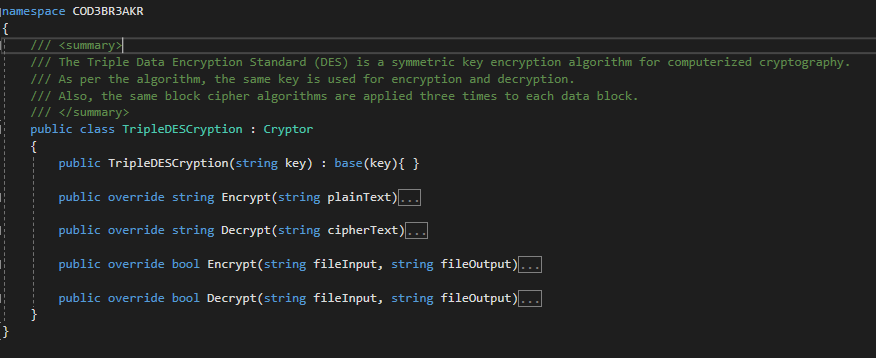 namespace COD3BR3AKR
{
/// <summary>
/// The Triple Data Encryption Standard (DES) is a symmetric key encryption algorithm for computerized cryptography.
/// As per the algorithm, the same key is used for encryption and decryption.
/// Also, the same block cipher algorithms are applied three times to each data block.
/// </summary>
public class TripleDESCryption : Cryptor
{
public TripleDESCryption(string key) : base(key){ }
public override string Encrypt(string plainText)...
public override string Decrypt(string cipherText)...
public override bool Encrypt(string fileInput, string fileOutput)...
public override bool Decrypt(string fileInput, string fileOutput)...
}
}